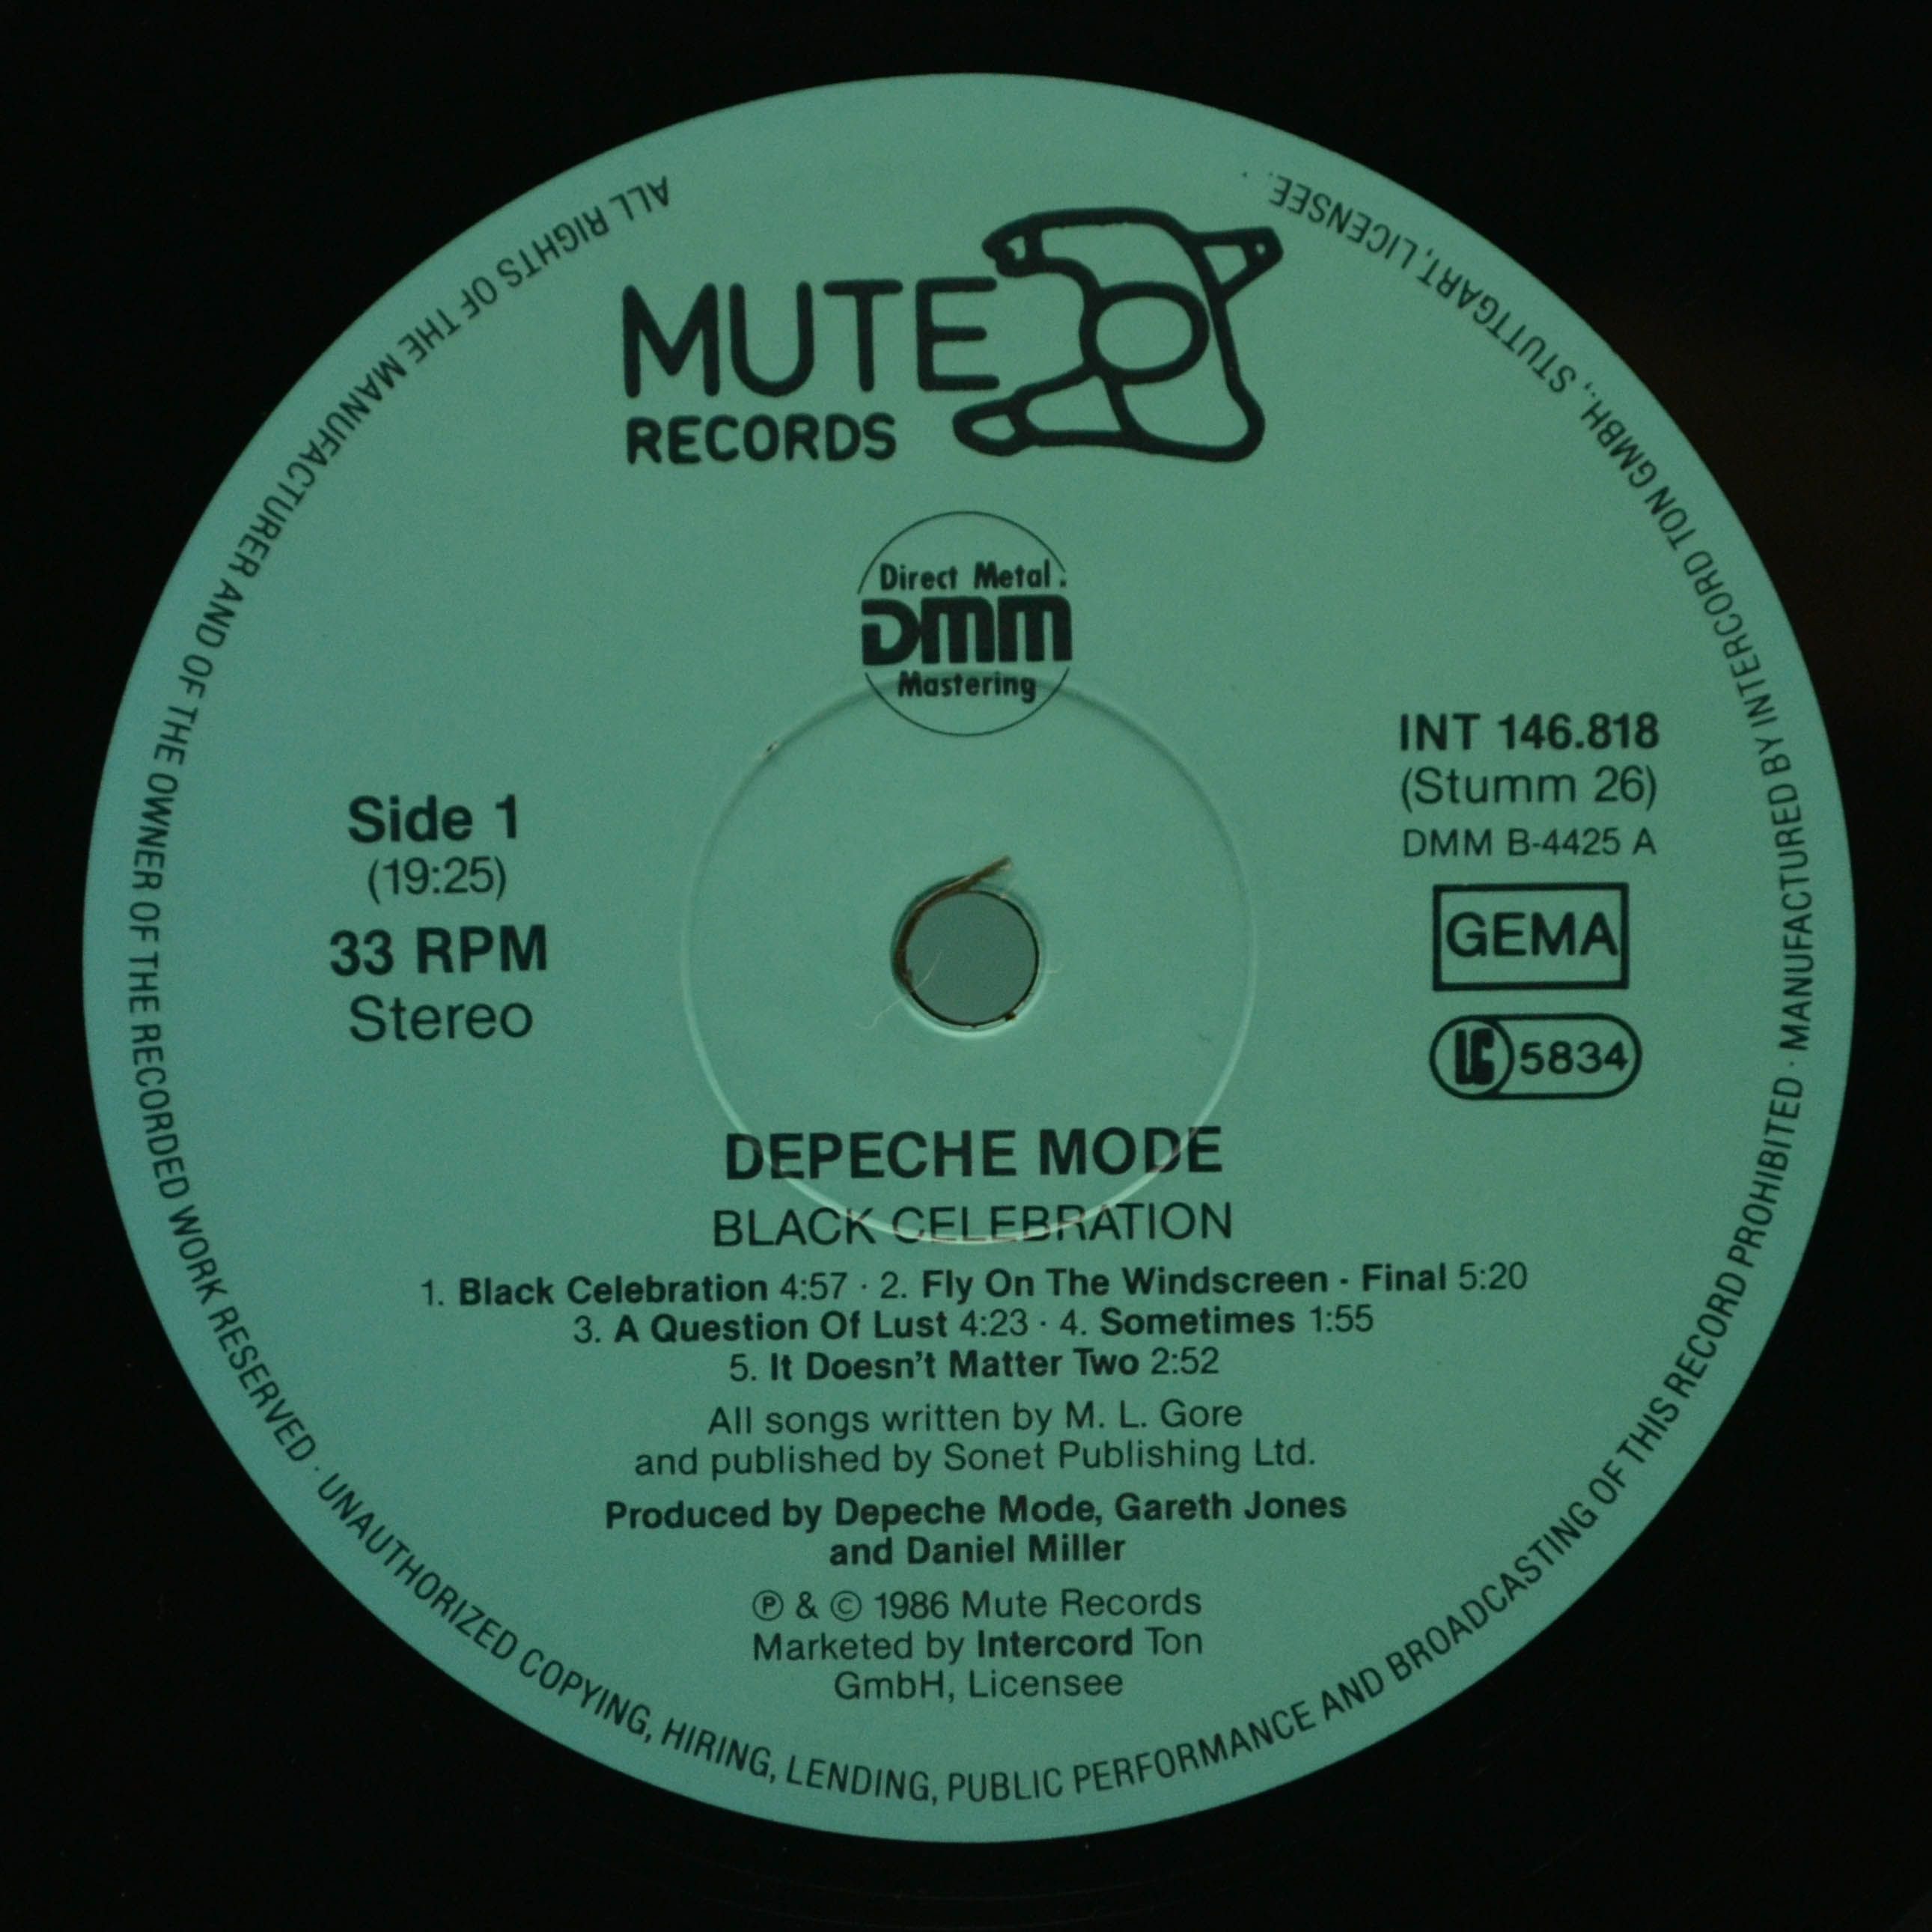 MUTE
RECORDS
Direct Metal
DMM
Mastering
Side 1
(19:25)
33 RPM
Stereo
INT 146.818
(Stumm 26)
DMM B-4425 A
GEMA
LC 5834
DEPECHE MODE
BLACK CELEBRATION
1. Black Celebration 4:57 · 2. Fly On The Windscreen - Final 5:20
3. A Question Of Lust 4:23 · 4. Sometimes 1:55
5. It Doesn't Matter Two 2:52
All songs written by M. L. Gore
and published by Sonet Publishing Ltd.
Produced by Depeche Mode, Gareth Jones
and Daniel Miller
℗ & © 1986 Mute Records
Marketed by Intercord Ton
GmbH, Licensee
ALL RIGHTS OF THE MANUFACTURER AND OF THE OWNER OF THE RECORDED WORK RESERVED · UNAUTHORIZED COPYING, HIRING, LENDING, PUBLIC PERFORMANCE AND BROADCASTING OF THIS RECORD PROHIBITED · MANUFACTURED BY INTERCORD TON GMBH., STUTTGART, LICENSEE.